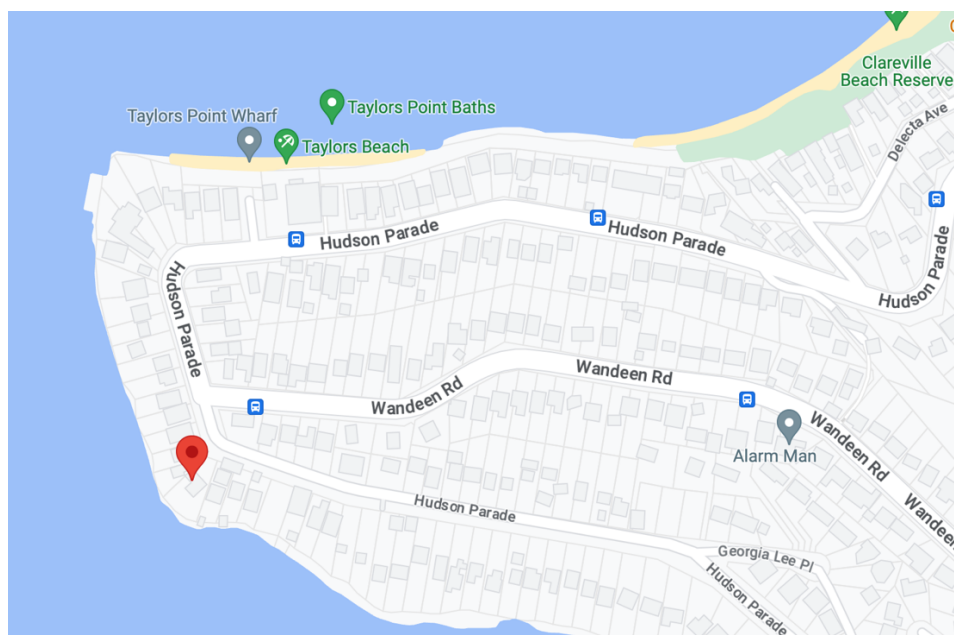 Clareville
Beach Reserve
Taylors Point Baths
Taylors Point Wharf
Delecta Ave
Taylors Beach
Hudson Parade
Hudson Parade
Hudson Parade
Hudson Parade
Wandeen Rd
Wandeen Rd
Wandeen Rd
Alarm Man
Wandeen
Hudson Parade
Georgia Lee Pl
Hudson Parade